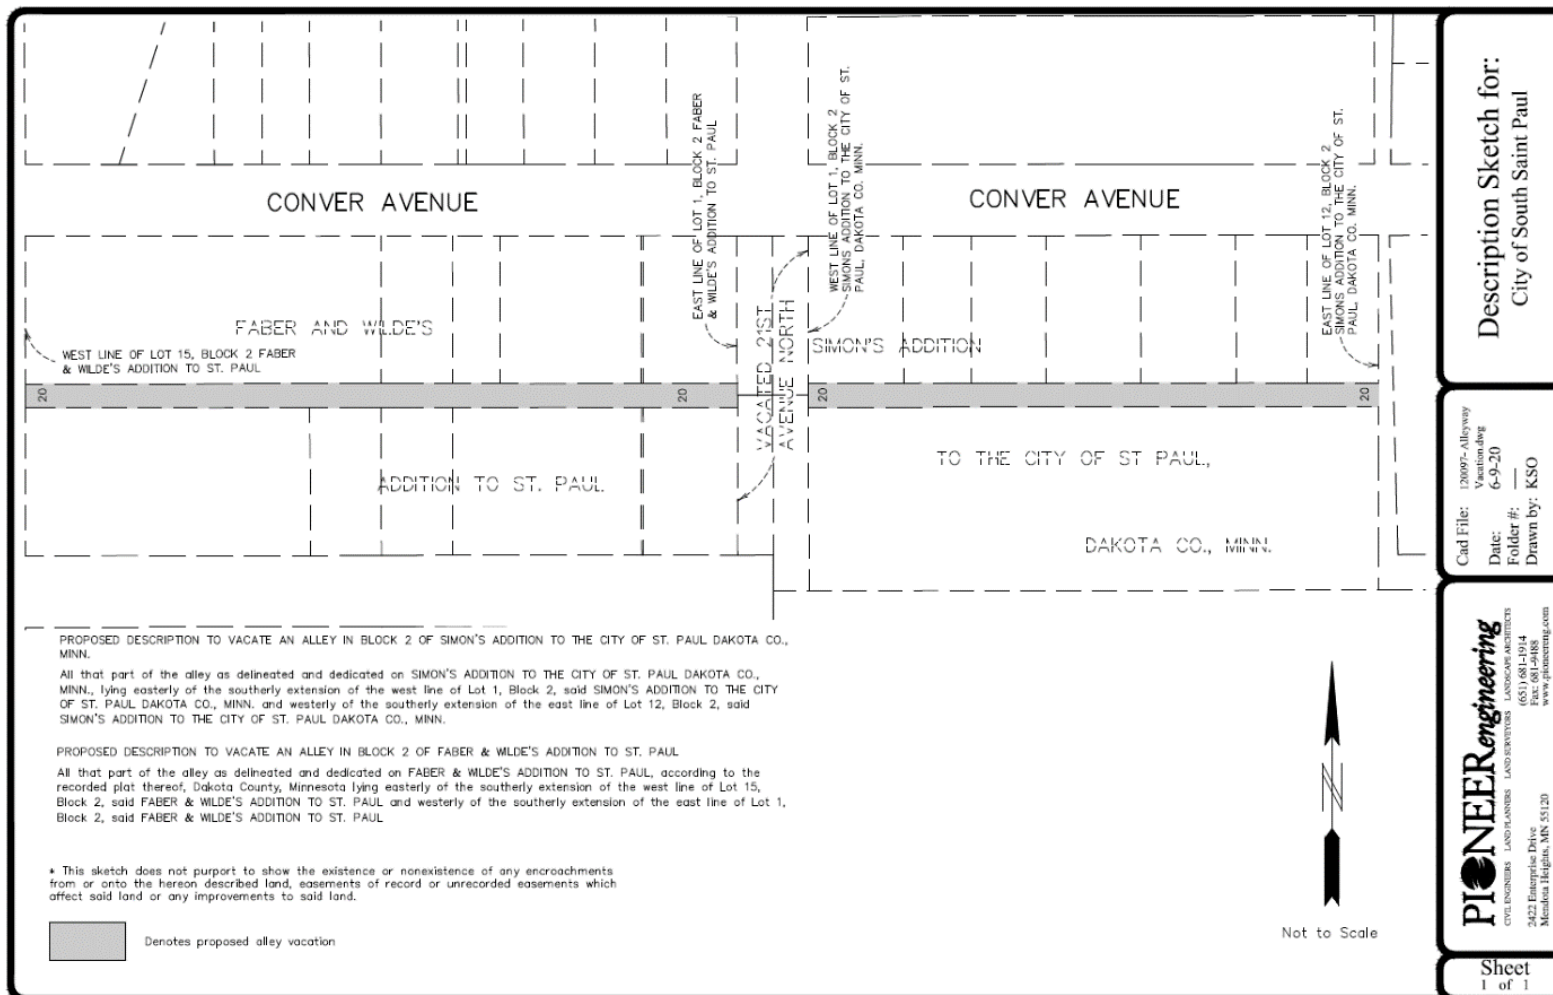 CONVER AVENUE
CONVER AVENUE
EAST LINE OF LOT 1, BLOCK 2 FABER
& WILDE'S ADDITION TO ST. PAUL
WEST LINE OF LOT 1, BLOCK 2
SIMONS ADDITION TO THE CITY OF ST.
PAUL, DAKOTA CO. MINN.
EAST LINE OF LOT 12, BLOCK 2
SIMONS ADDITION TO THE CITY OF ST.
PAUL, DAKOTA CO. MINN.
FABER AND WILDE'S
WEST LINE OF LOT 15, BLOCK 2 FABER
& WILDE'S ADDITION TO ST. PAUL
VACATED 21ST
AVENUE NORTH
SIMON'S ADDITION
20
20
20
20
ADDITION TO ST. PAUL
TO THE CITY OF ST PAUL,
DAKOTA CO., MINN.
PROPOSED DESCRIPTION TO VACATE AN ALLEY IN BLOCK 2 OF SIMON'S ADDITION TO THE CITY OF ST. PAUL DAKOTA CO.,
MINN.
All that part of the alley as delineated and dedicated on SIMON'S ADDITION TO THE CITY OF ST. PAUL DAKOTA CO.,
MINN., lying easterly of the southerly extension of the west line of Lot 1, Block 2, said SIMON'S ADDITION TO THE CITY
OF ST. PAUL DAKOTA CO., MINN. and westerly of the southerly extension of the east line of Lot 12, Block 2, said
SIMON'S ADDITION TO THE CITY OF ST. PAUL DAKOTA CO., MINN.
PROPOSED DESCRIPTION TO VACATE AN ALLEY IN BLOCK 2 OF FABER & WILDE'S ADDITION TO ST. PAUL
All that part of the alley as delineated and dedicated on FABER & WILDE'S ADDITION TO ST. PAUL, according to the
recorded plat thereof, Dakota County, Minnesota lying easterly of the southerly extension of the west line of Lot 15,
Block 2, said FABER & WILDE'S ADDITION TO ST. PAUL and westerly of the southerly extension of the east line of Lot 1,
Block 2, said FABER & WILDE'S ADDITION TO ST. PAUL
* This sketch does not purport to show the existence or nonexistence of any encroachments
from or onto the hereon described land, easements of record or unrecorded easements which
affect said land or any improvements to said land.
Denotes proposed alley vacation
N
Not to Scale
Description Sketch for:
City of South Saint Paul
Cad File: 120097- Alleyway
Vacation.dwg
Date: 6-9-20
Folder #: —
Drawn by: KSO
PIONEERengineering
CIVIL ENGINEERS LAND PLANNERS LAND SURVEYORS LANDSCAPE ARCHITECTS
(651) 681-1914
Fax: 681-9488
www.pioneereng.com
2422 Enterprise Drive
Mendota Heights, MN 55120
Sheet
1 of 1